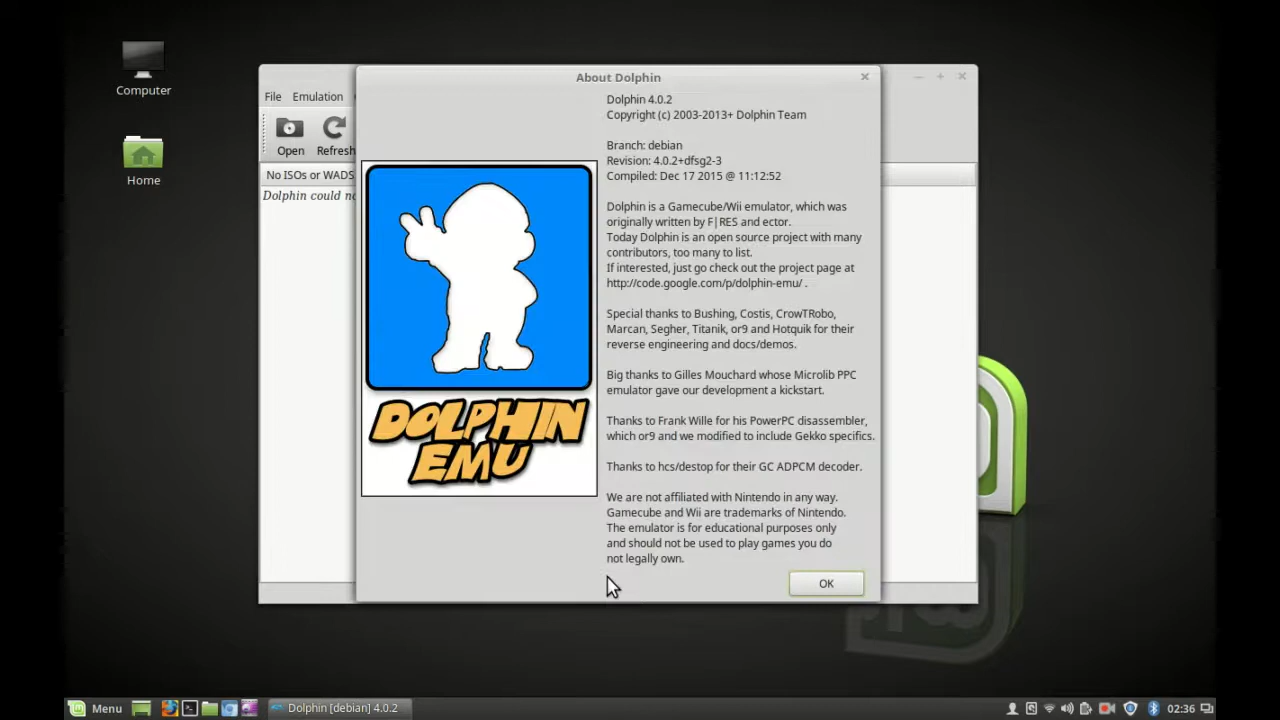 Computer
Home
About Dolphin
File Emulation
Open Refresh
No ISOs or WADS
Dolphin could
Dolphin 4.0.2
Copyright (c) 2003-2013+ Dolphin Team
Branch: debian
Revision: 4.0.2+dfsg2-3
Compiled: Dec 17 2015 @ 11:12:52
Dolphin is a Gamecube/Wii emulator, which was
originally written by F|RES and ector.
Today Dolphin is an open source project with many
contributors, too many to list.
If interested, just go check out the project page at
http://code.google.com/p/dolphin-emu/ .
Special thanks to Bushing, Costis, CrowTRobo,
Marcan, Segher, Titanik, or9 and Hotquik for their
reverse engineering and docs/demos.
Big thanks to Gilles Mouchard whose Microlib PPC
emulator gave our development a kickstart.
Thanks to Frank Wille for his PowerPC disassembler,
which or9 and we modified to include Gekko specifics.
Thanks to hcs/destop for their GC ADPCM decoder.
We are not affiliated with Nintendo in any way.
Gamecube and Wii are trademarks of Nintendo.
The emulator is for educational purposes only
and should not be used to play games you do
not legally own.
DOLPHIN
EMU
OK
Menu
Dolphin [debian] 4.0.2
02:36